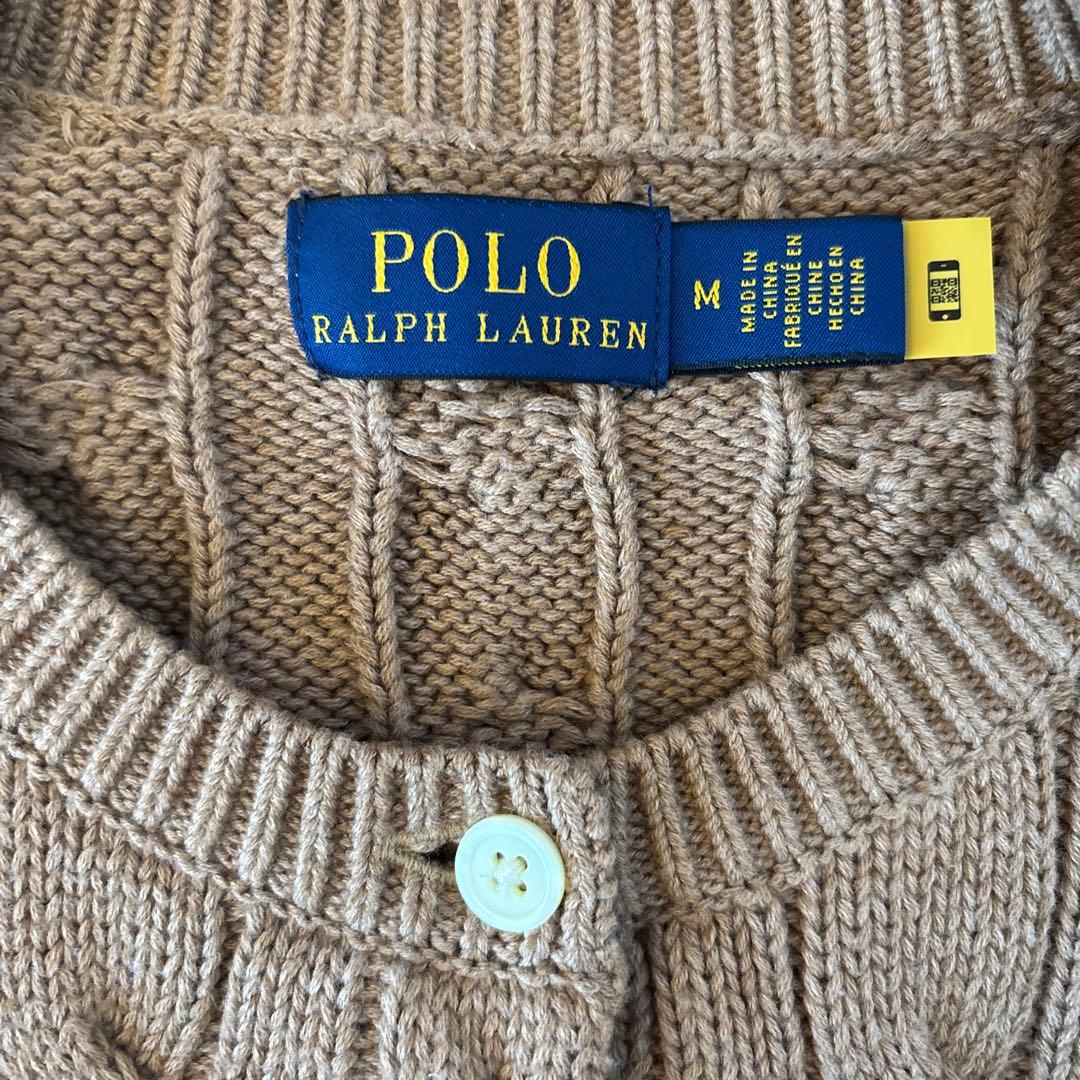 POLO
RALPH LAUREN
M
MADE IN
CHINA
FABRIQUÉ EN
CHINE
HECHO EN
CHINA